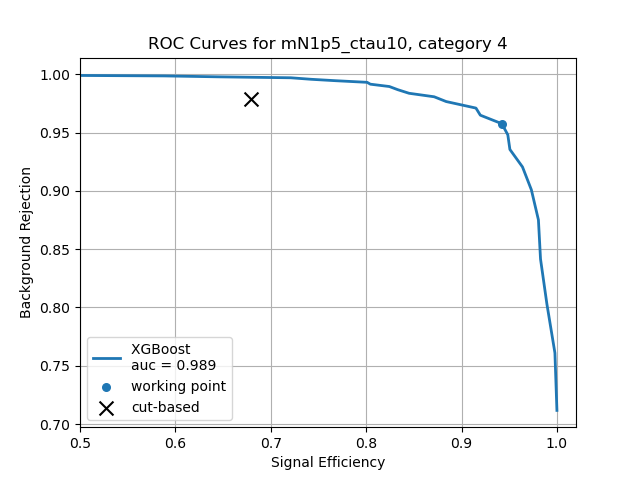 ROC Curves for mN1p5_ctau10, category 4
1.00
0.95
0.90
0.85
0.80
0.75
0.70
Background Rejection
XGBoost
auc = 0.989
working point
cut-based
0.5 0.6 0.7 0.8 0.9 1.0
Signal Efficiency